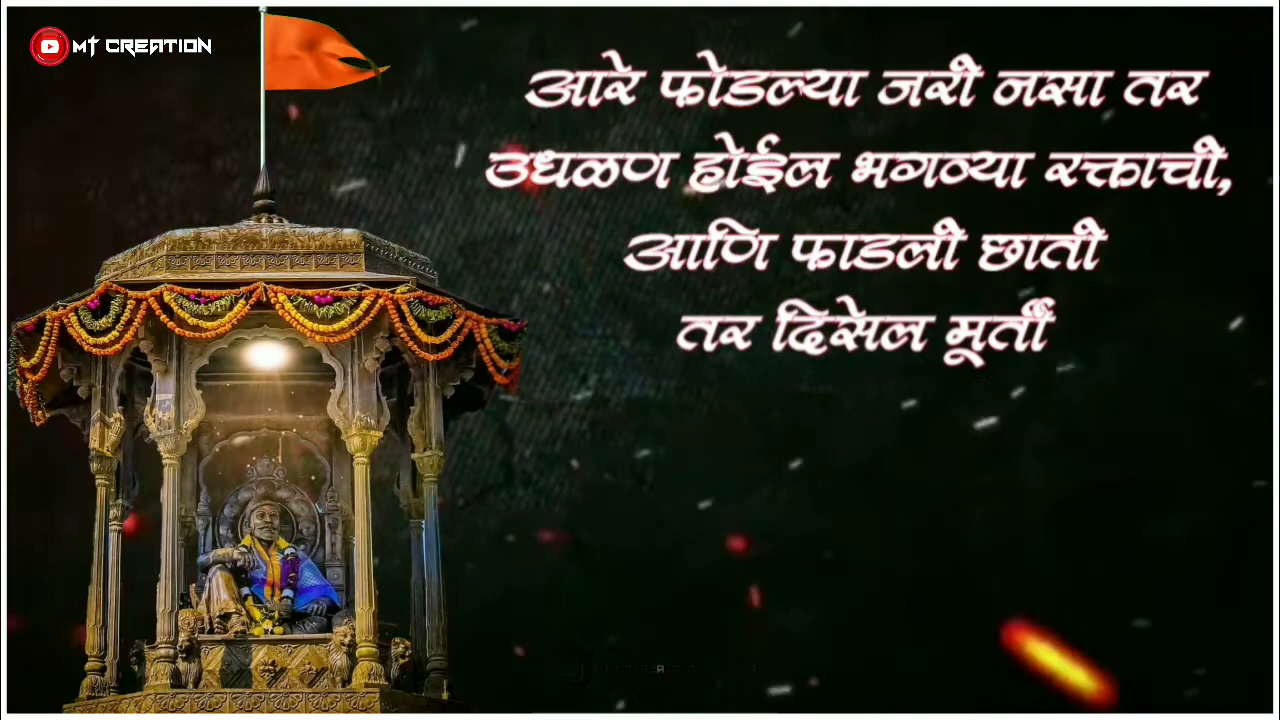 MT CREATION
आरे फोडल्या जरी नसा तर
उधळण होईल भगव्या रक्ताची,
आणि फाडली छाती
तर दिसेल मूर्ती